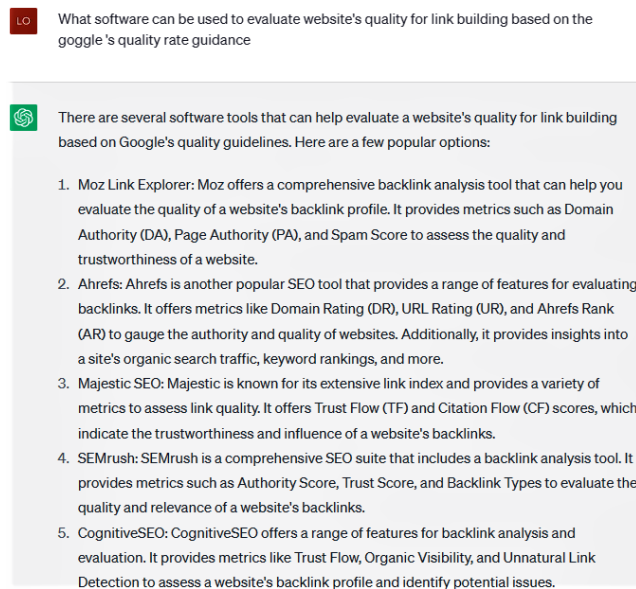 LO
What software can be used to evaluate website's quality for link building based on the
goggle 's quality rate guidance
There are several software tools that can help evaluate a website's quality for link building
based on Google's quality guidelines. Here are a few popular options:
1. Moz Link Explorer: Moz offers a comprehensive backlink analysis tool that can help you
evaluate the quality of a website's backlink profile. It provides metrics such as Domain
Authority (DA), Page Authority (PA), and Spam Score to assess the quality and
trustworthiness of a website.
2. Ahrefs: Ahrefs is another popular SEO tool that provides a range of features for evaluating
backlinks. It offers metrics like Domain Rating (DR), URL Rating (UR), and Ahrefs Rank
(AR) to gauge the authority and quality of websites. Additionally, it provides insights into
a site's organic search traffic, keyword rankings, and more.
3. Majestic SEO: Majestic is known for its extensive link index and provides a variety of
metrics to assess link quality. It offers Trust Flow (TF) and Citation Flow (CF) scores, which
indicate the trustworthiness and influence of a website's backlinks.
4. SEMrush: SEMrush is a comprehensive SEO suite that includes a backlink analysis tool. It
provides metrics such as Authority Score, Trust Score, and Backlink Types to evaluate the
quality and relevance of a website's backlinks.
5. CognitiveSEO: CognitiveSEO offers a range of features for backlink analysis and
evaluation. It provides metrics like Trust Flow, Organic Visibility, and Unnatural Link
Detection to assess a website's backlink profile and identify potential issues.